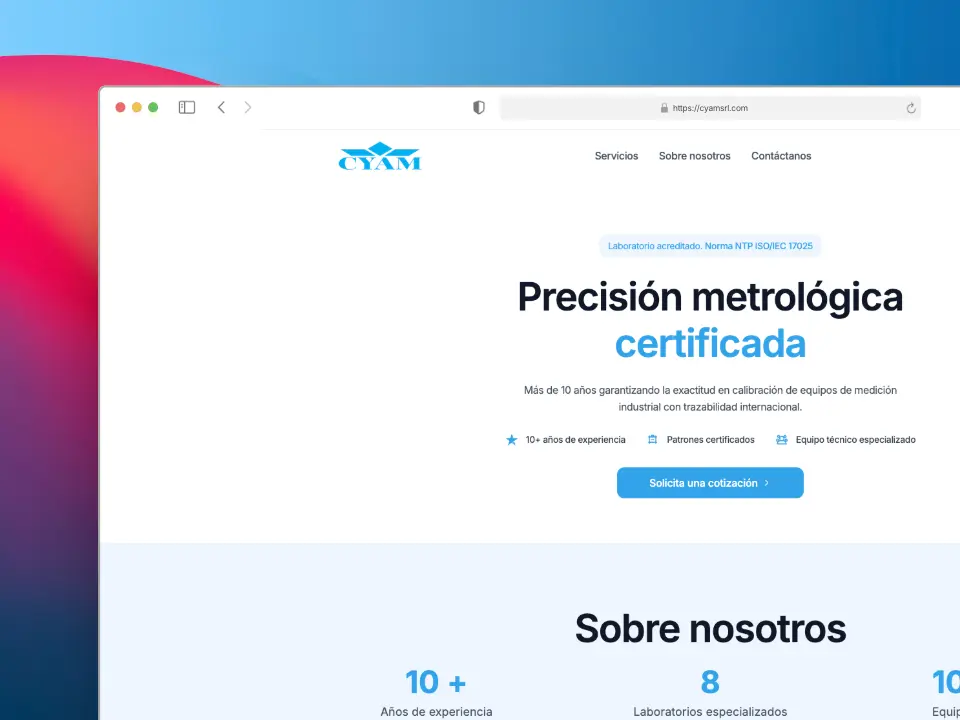 https://cyamsrl.com
CYAM
Servicios
Sobre nosotros
Contáctanos
Laboratorio acreditado. Norma NTP ISO/IEC 17025
Precisión metrológica
certificada
Más de 10 años garantizando la exactitud en calibración de equipos de medición
industrial con trazabilidad internacional.
10+ años de experiencia
Patrones certificados
Equipo técnico especializado
Solicita una cotización
Sobre nosotros
10 +
8
10
Años de experiencia
Laboratorios especializados